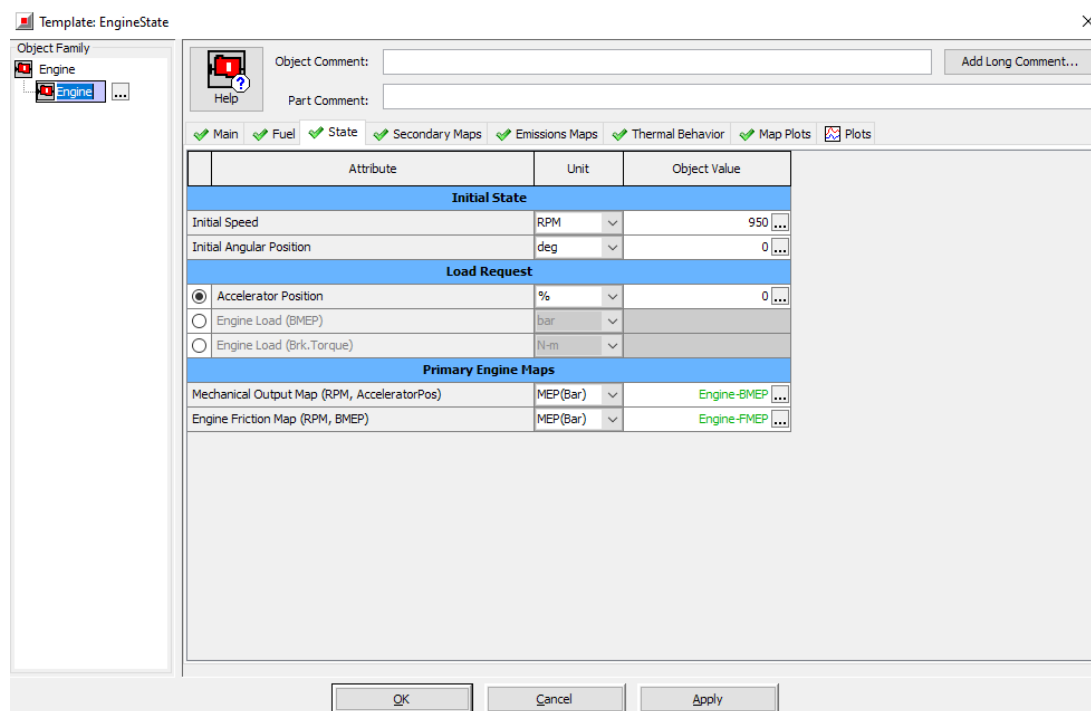 Template: EngineState
Object Family
Engine
Engine ...
Help
Object Comment:
Add Long Comment...
Part Comment:
Main Fuel State Secondary Maps Emissions Maps Thermal Behavior Map Plots Plots
Attribute Unit Object Value
Initial State
Initial Speed RPM 950 ...
Initial Angular Position deg 0 ...
Load Request
Accelerator Position % 0 ...
Engine Load (BMEP) bar
Engine Load (Brk.Torque) N-m
Primary Engine Maps
Mechanical Output Map (RPM, AcceleratorPos) MEP(Bar) Engine-BMEP ...
Engine Friction Map (RPM, BMEP) MEP(Bar) Engine-FMEP ...
OK Cancel Apply